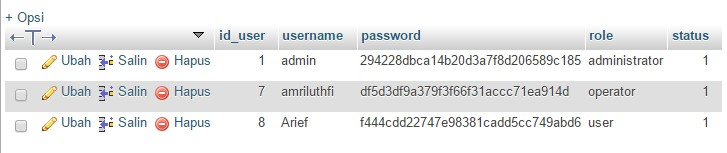 + Opsi
id_user username password role status
Ubah Salin Hapus 1 admin 294228dbca14b20d3a7f8d206589c185 administrator 1
Ubah Salin Hapus 7 amriluthfi df5d3df9a379f3f66f31accc71ea914d operator 1
Ubah Salin Hapus 8 Arief f444cdd22747e98381cadd5cc749abd6 user 1